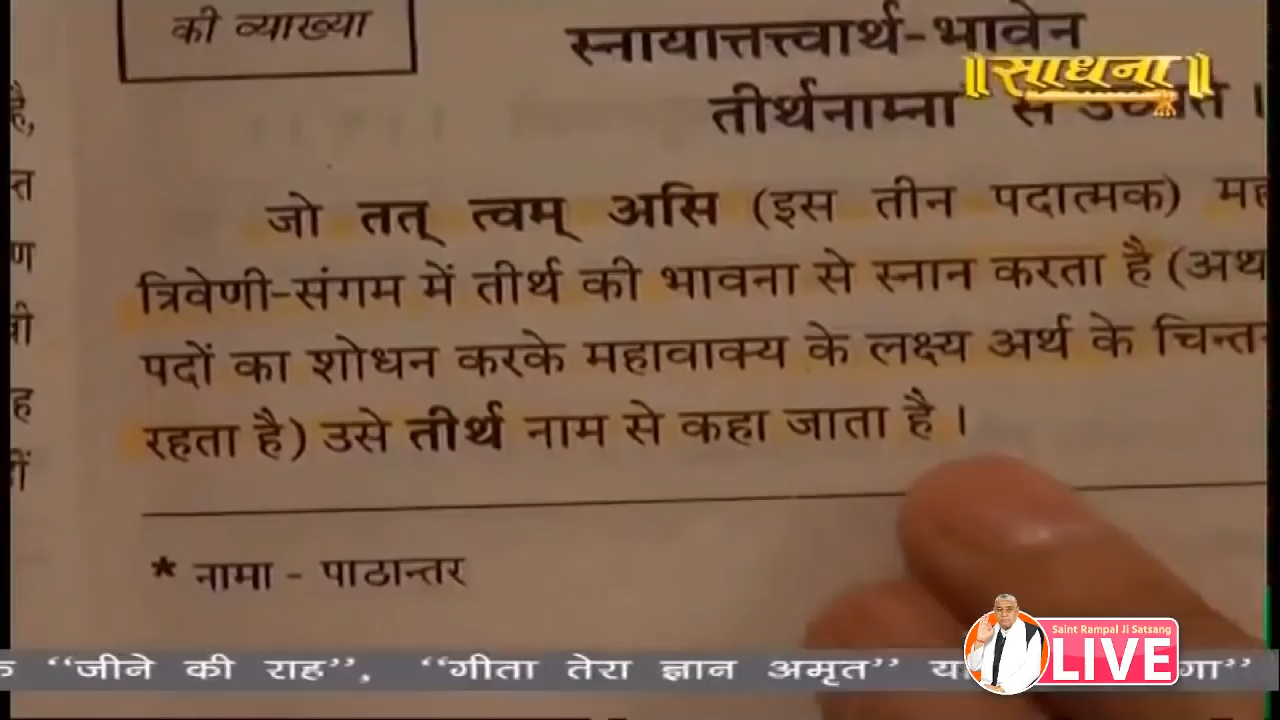 की व्याख्या
स्नायात्तत्त्वार्थ-भावेन
॥साधना॥
तीर्थनाम्ना स
है,
जो तत् त्वम् असि (इस तीन पदात्मक)
त्रिवेणी-संगम में तीर्थ की भावना से स्नान करता है
पदों का शोधन करके महावाक्य के लक्ष्य अर्थ के
रहता है) उसे तीर्थ नाम से कहा जाता है ।
* नामा - पाठान्तर
Saint Rampal Ji Satsang
LIVE
“जीने की राह”, “गीता तेरा ज्ञान अमृत”